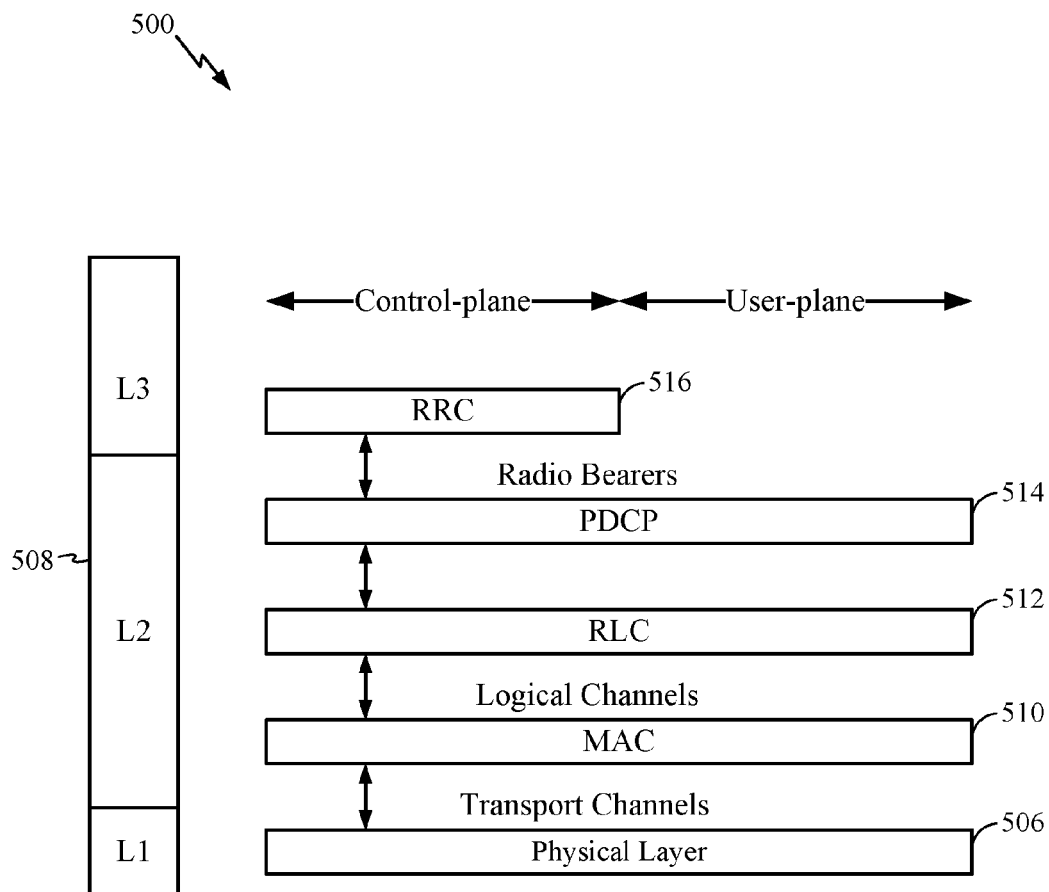 500
Control-plane
User-plane
L3
RRC
516
Radio Bearers
PDCP
514
508
L2
RLC
512
Logical Channels
MAC
510
Transport Channels
L1
Physical Layer
506